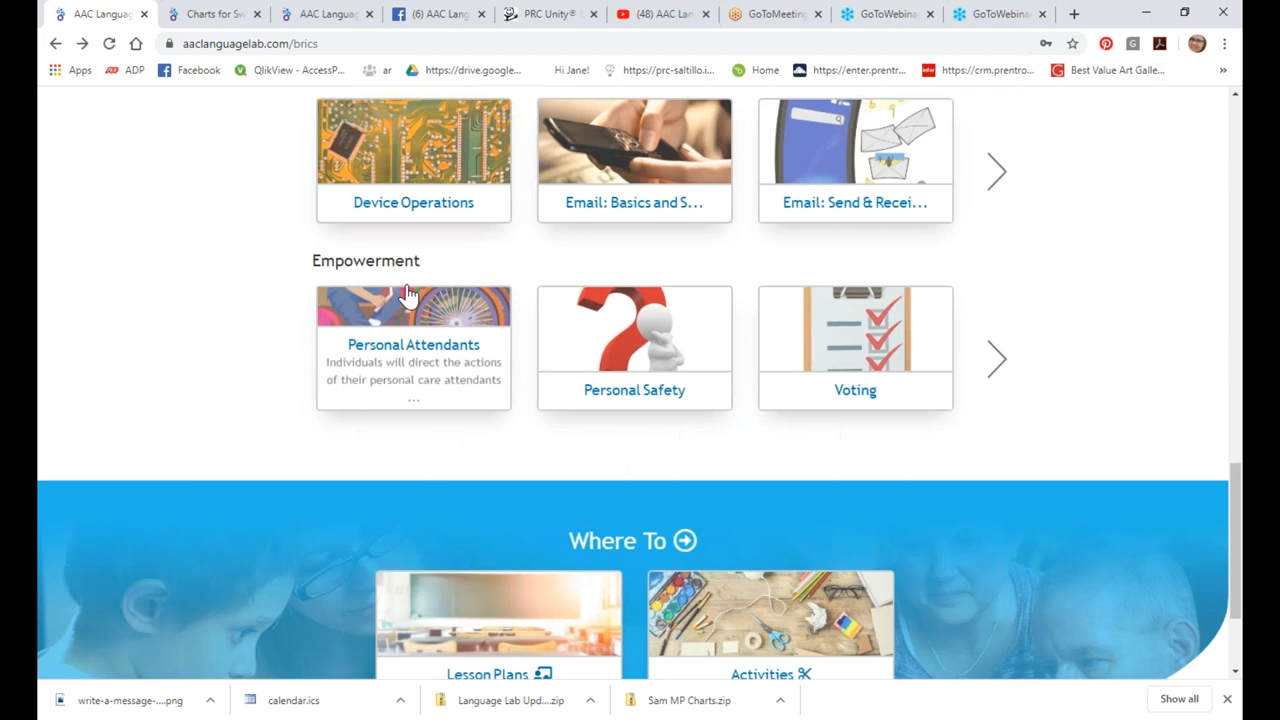 AAC Languag
Charts for Sw
AAC Langua
(6) AAC Lang
PRC Unity®
(48) AAC Lan
GoToMeeting
GoToWebina
GoToWebina
aaclanguagelab.com/brics
Apps
ADP
Facebook
QlikView - AccessP...
ar
https://drive.google...
Hi Jane!
https://prc-saltillo.i...
Home
https://enter.prentr...
https://crm.prentro...
Best Value Art Galle...
Device Operations
Email: Basics and S...
Email: Send & Recei...
Empowerment
Personal Attendants
Individuals will direct the actions
of their personal care attendants
...
Personal Safety
Voting
Where To
Lesson Plans
Activities
write-a-message-....png
calendar.ics
Language Lab Upd....zip
Sam MP Charts.zip
Show all